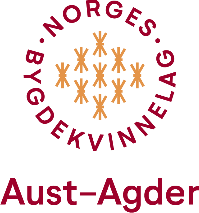 NORGES · BYGDEKVINNELAG ·
Aust–Agder